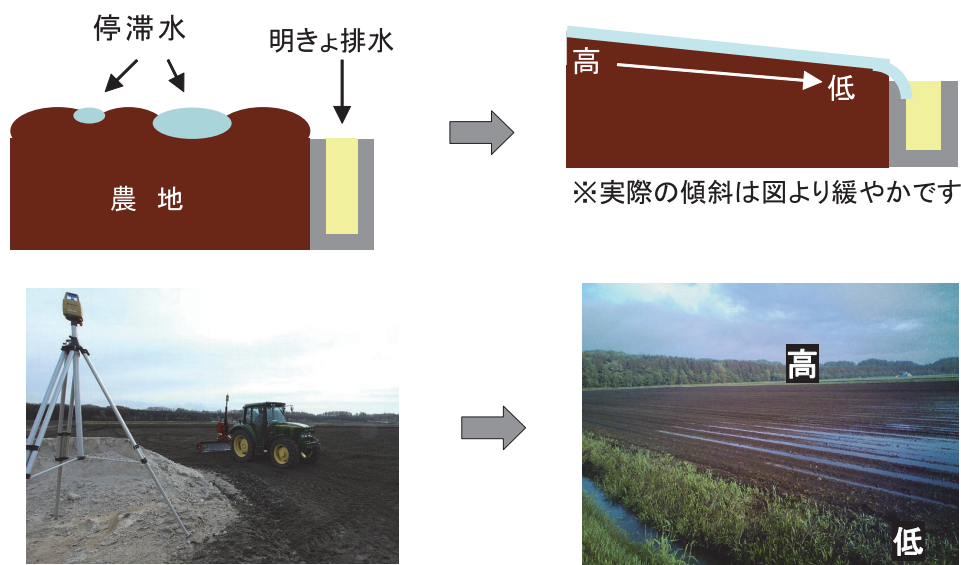 停滞水
明きょ排水
農 地
高
低
※実際の傾斜は図より緩やかです
高
低